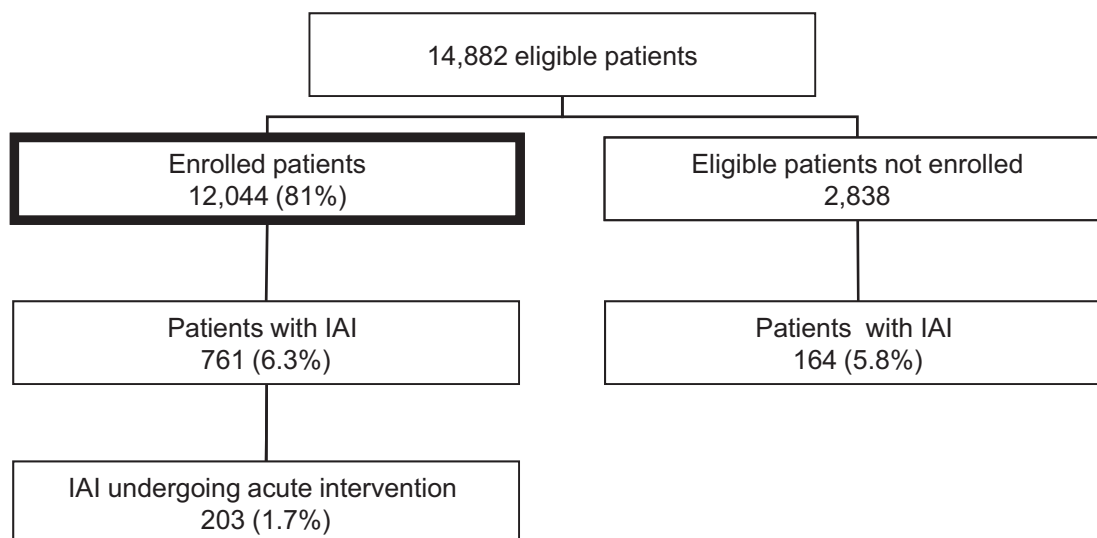 14,882 eligible patients
Enrolled patients
12,044 (81%)
Eligible patients not enrolled
2,838
Patients with IAI
761 (6.3%)
Patients with IAI
164 (5.8%)
IAI undergoing acute intervention
203 (1.7%)